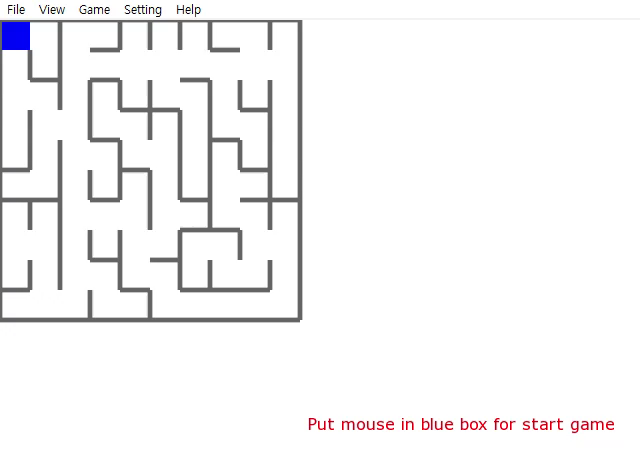 File View Game Setting Help
Put mouse in blue box for start game